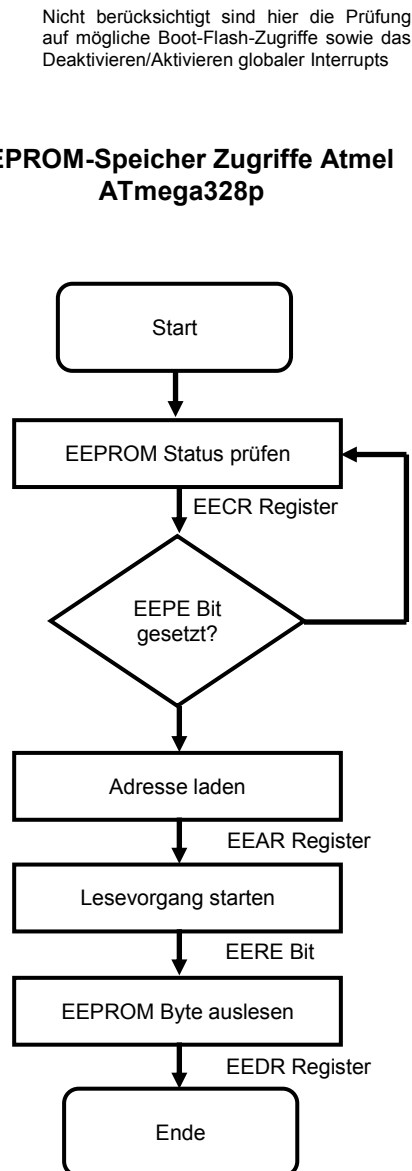 Nicht berücksichtigt sind hier die Prüfung
auf mögliche Boot-Flash-Zugriffe sowie das
Deaktivieren/Aktivieren globaler Interrupts
EPROM-Speicher Zugriffe Atmel
ATmega328p
Start
EEPROM Status prüfen
EECR Register
EEPE Bit
gesetzt?
Adresse laden
EEAR Register
Lesevorgang starten
EERE Bit
EEPROM Byte auslesen
EEDR Register
Ende